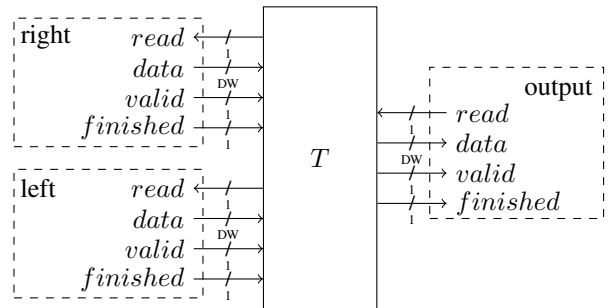 right
read
1
data
DW
valid
1
finished
1
left
read
1
data
DW
valid
1
finished
1
T
output
read
1
data
DW
valid
1
finished
1